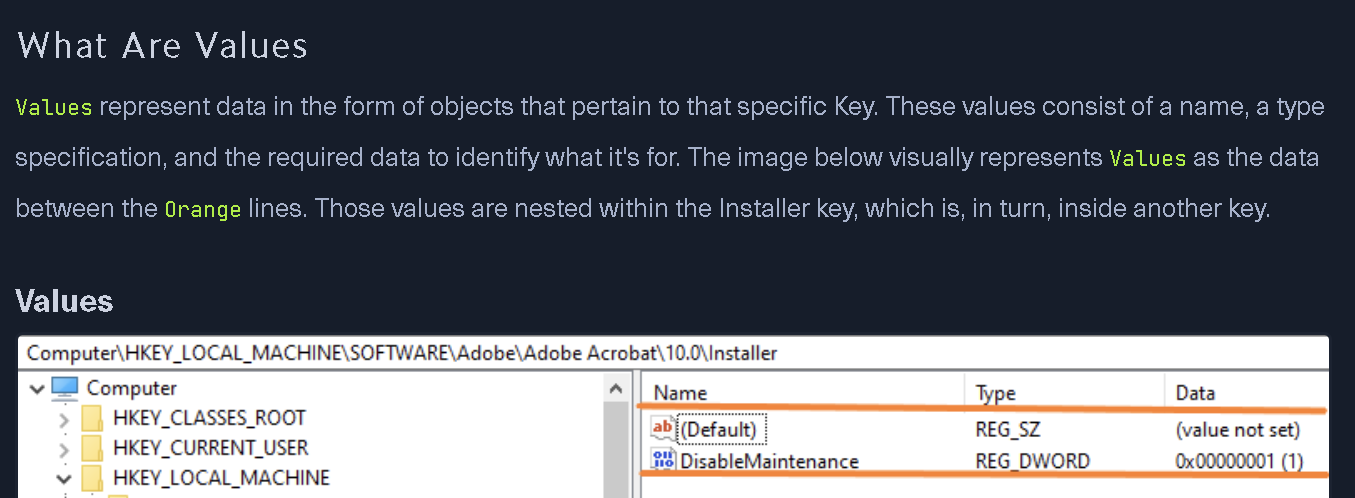 What Are Values
Values represent data in the form of objects that pertain to that specific Key. These values consist of a name, a type
specification, and the required data to identify what it's for. The image below visually represents Values as the data
between the Orange lines. Those values are nested within the Installer key, which is, in turn, inside another key.
Values
Computer\HKEY_LOCAL_MACHINE\SOFTWARE\Adobe\Adobe Acrobat\10.0\Installer
Computer
HKEY_CLASSES_ROOT
HKEY_CURRENT_USER
HKEY_LOCAL_MACHINE
Name Type Data
ab (Default) REG_SZ (value not set)
DisableMaintenance REG_DWORD 0x00000001 (1)